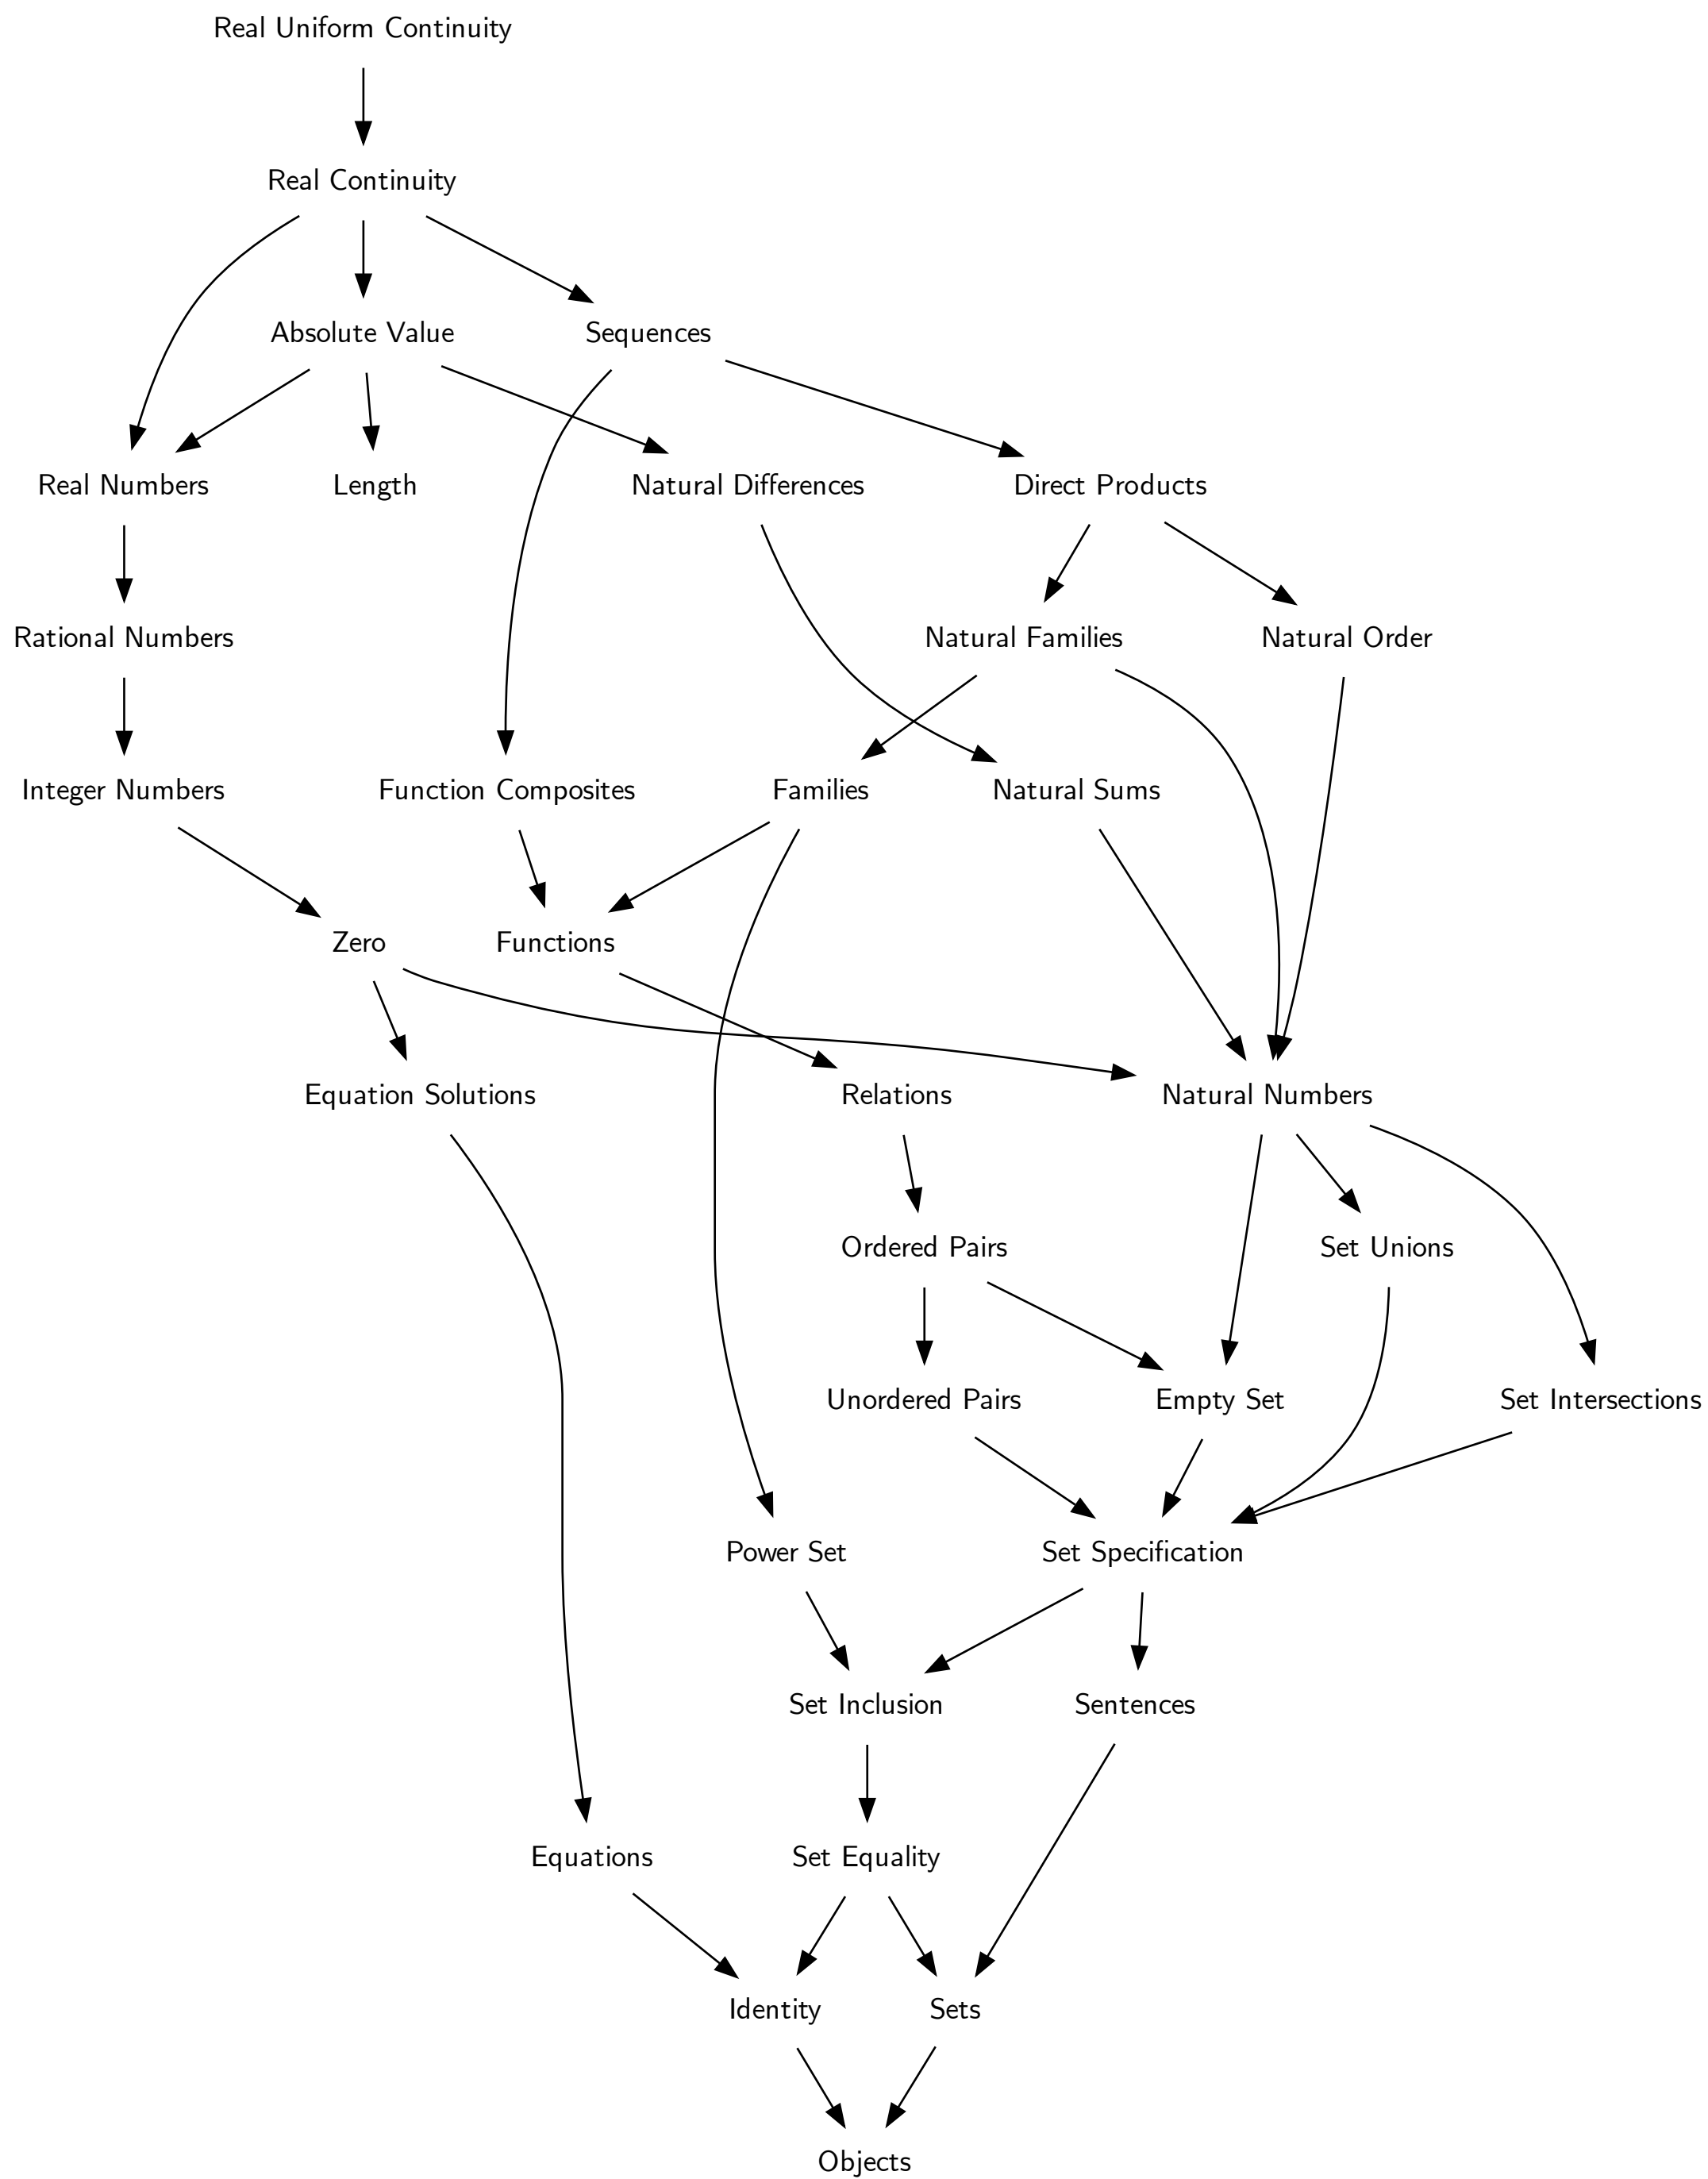 Real Uniform Continuity
Real Continuity
Absolute Value
Sequences
Real Numbers
Length
Natural Differences
Direct Products
Rational Numbers
Natural Families
Natural Order
Integer Numbers
Function Composites
Families
Natural Sums
Zero
Functions
Equation Solutions
Relations
Natural Numbers
Ordered Pairs
Set Unions
Unordered Pairs
Empty Set
Set Intersections
Power Set
Set Specification
Set Inclusion
Sentences
Equations
Set Equality
Identity
Sets
Objects